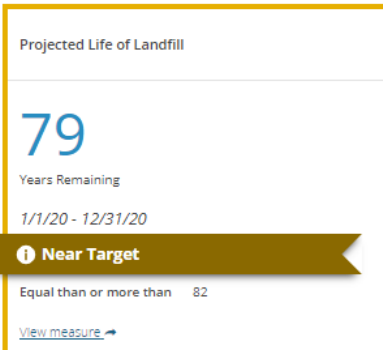 Projected Life of Landfill
79
Years Remaining
1/1/20 - 12/31/20
Near Target
Equal than or more than 82
View measure